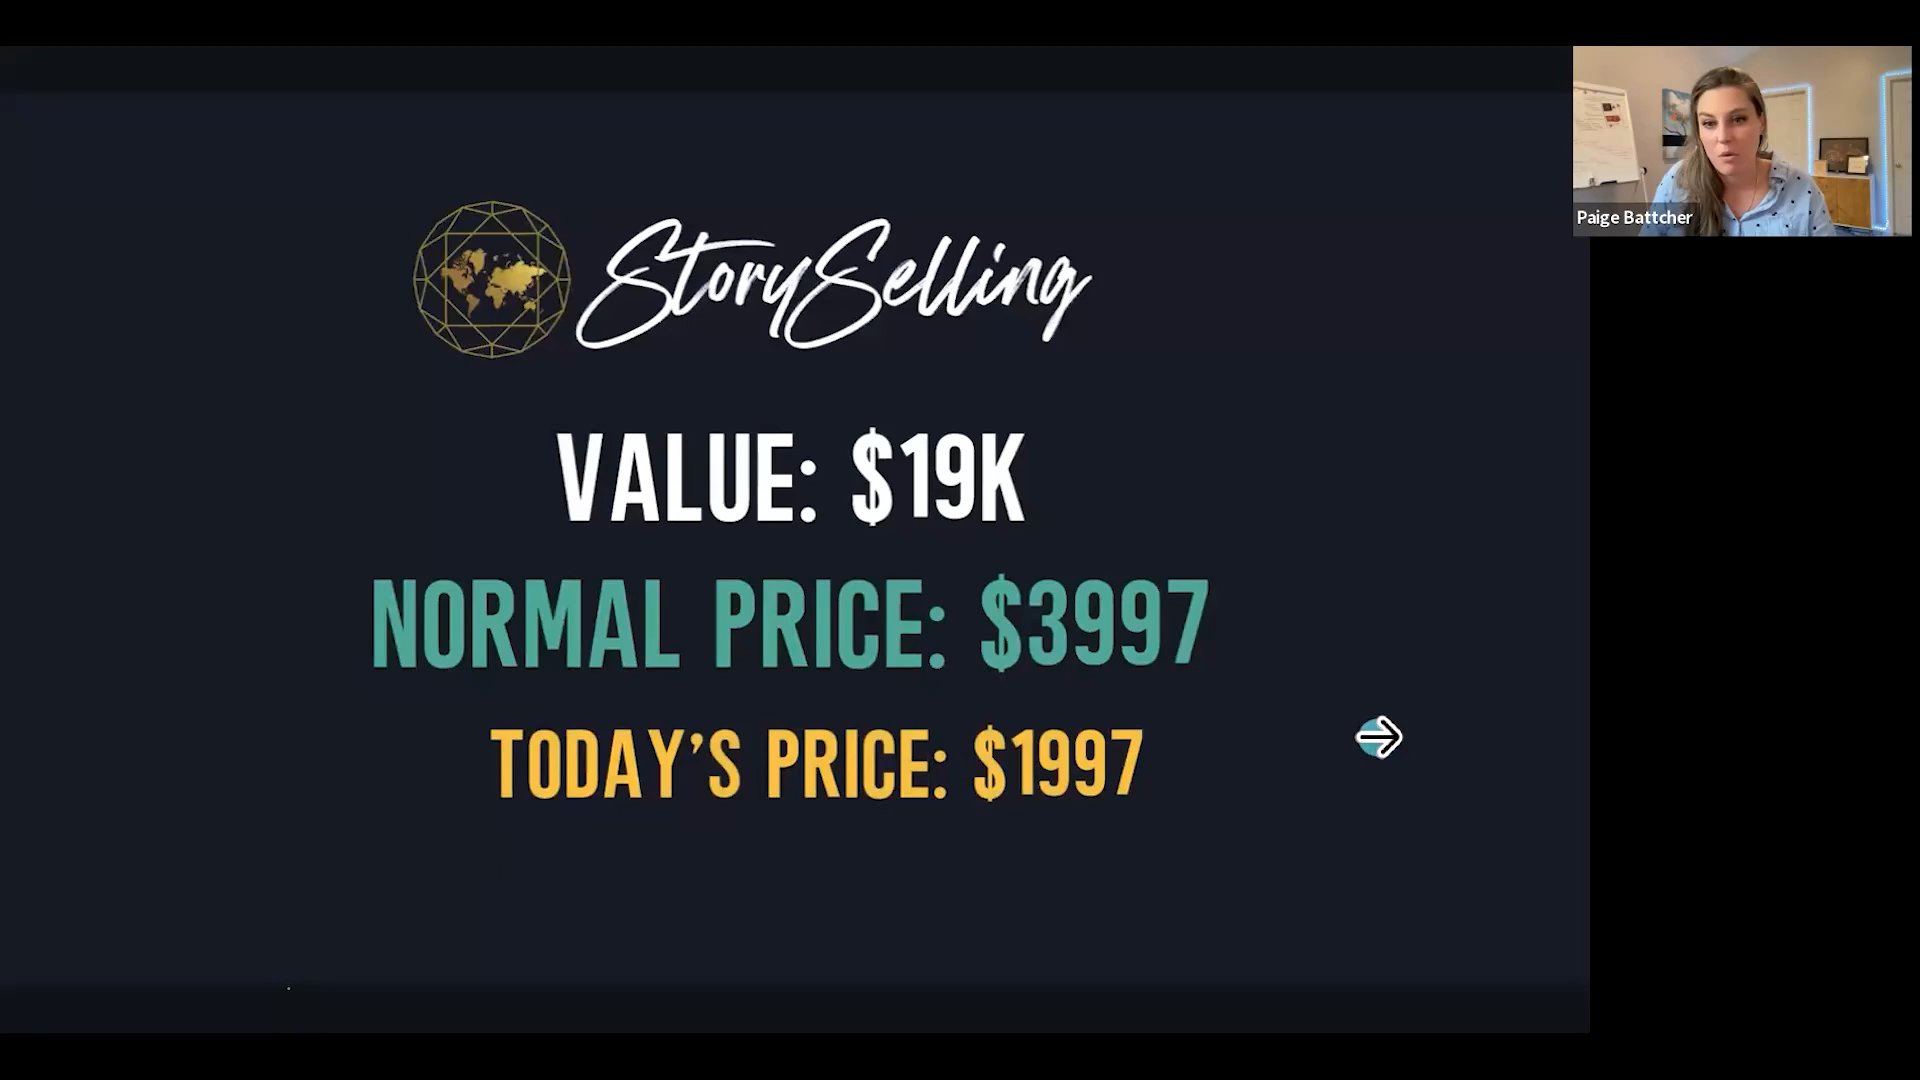 StorySelling
VALUE: $19K
NORMAL PRICE: $3997
TODAY'S PRICE: $1997
Paige Battcher